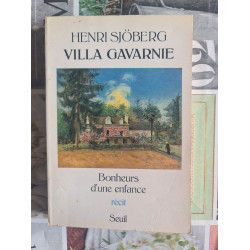 HENRI SJÖBERG
VILLA GAVARNIE
Bonheurs
d'une enfance
récit
Seuil